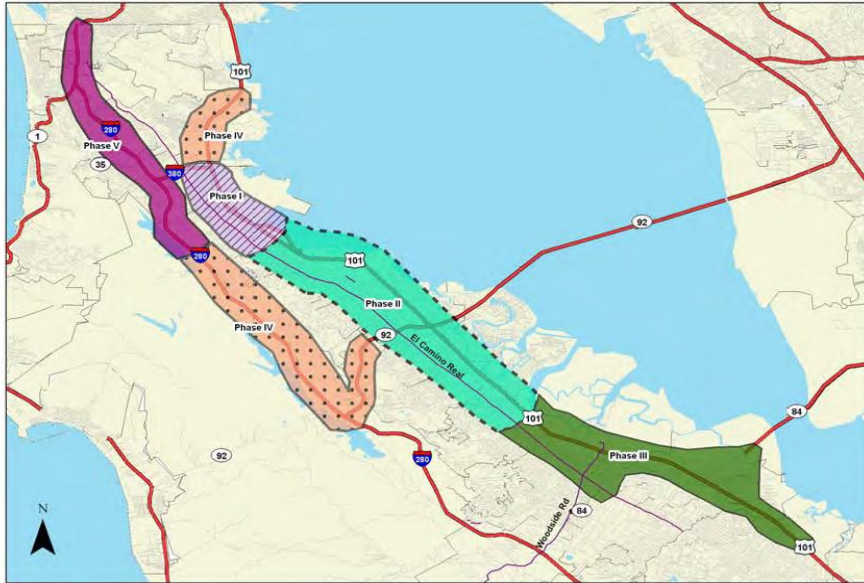 101
1
280
Phase V
35
Phase IV
380
Phase I
92
280
101
Phase II
Phase IV
92
El Camino Real
101
84
92
280
Phase III
Woodside Rd
84
N
101